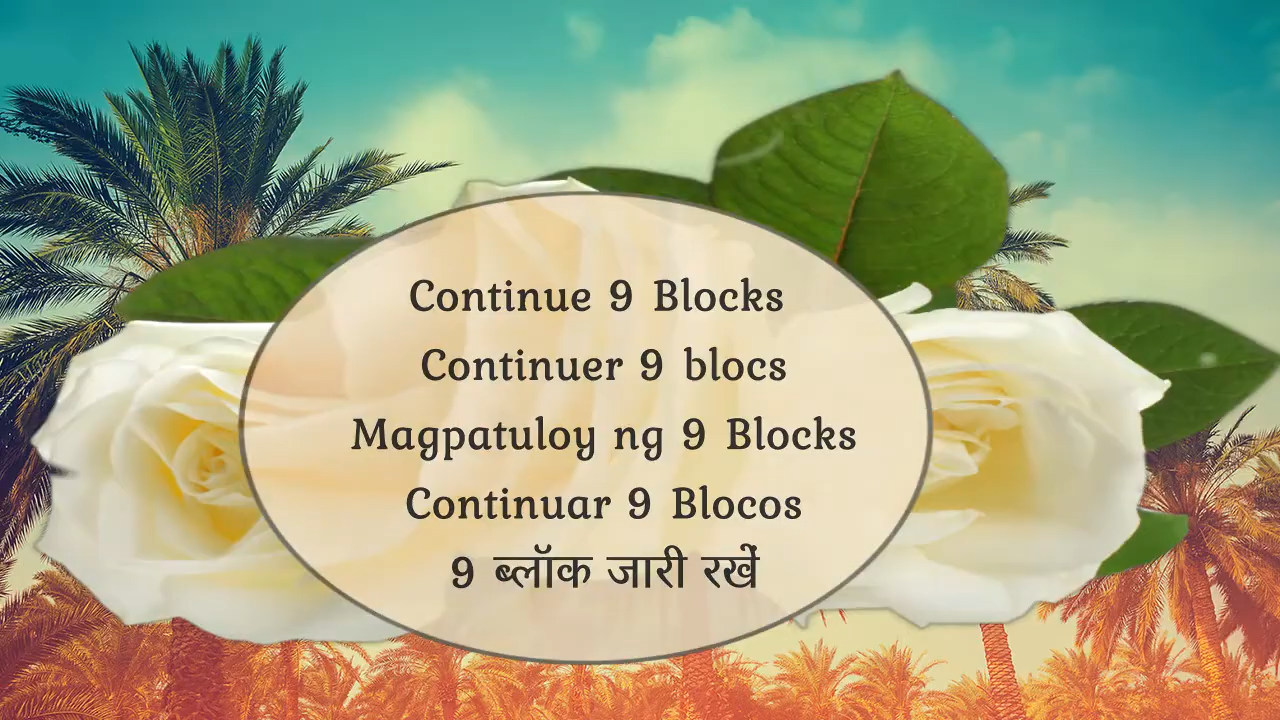 Continue 9 Blocks
Continuer 9 blocs
Magpatuloy ng 9 Blocks
Continuar 9 Blocos
9 ब्लॉक जारी रखें